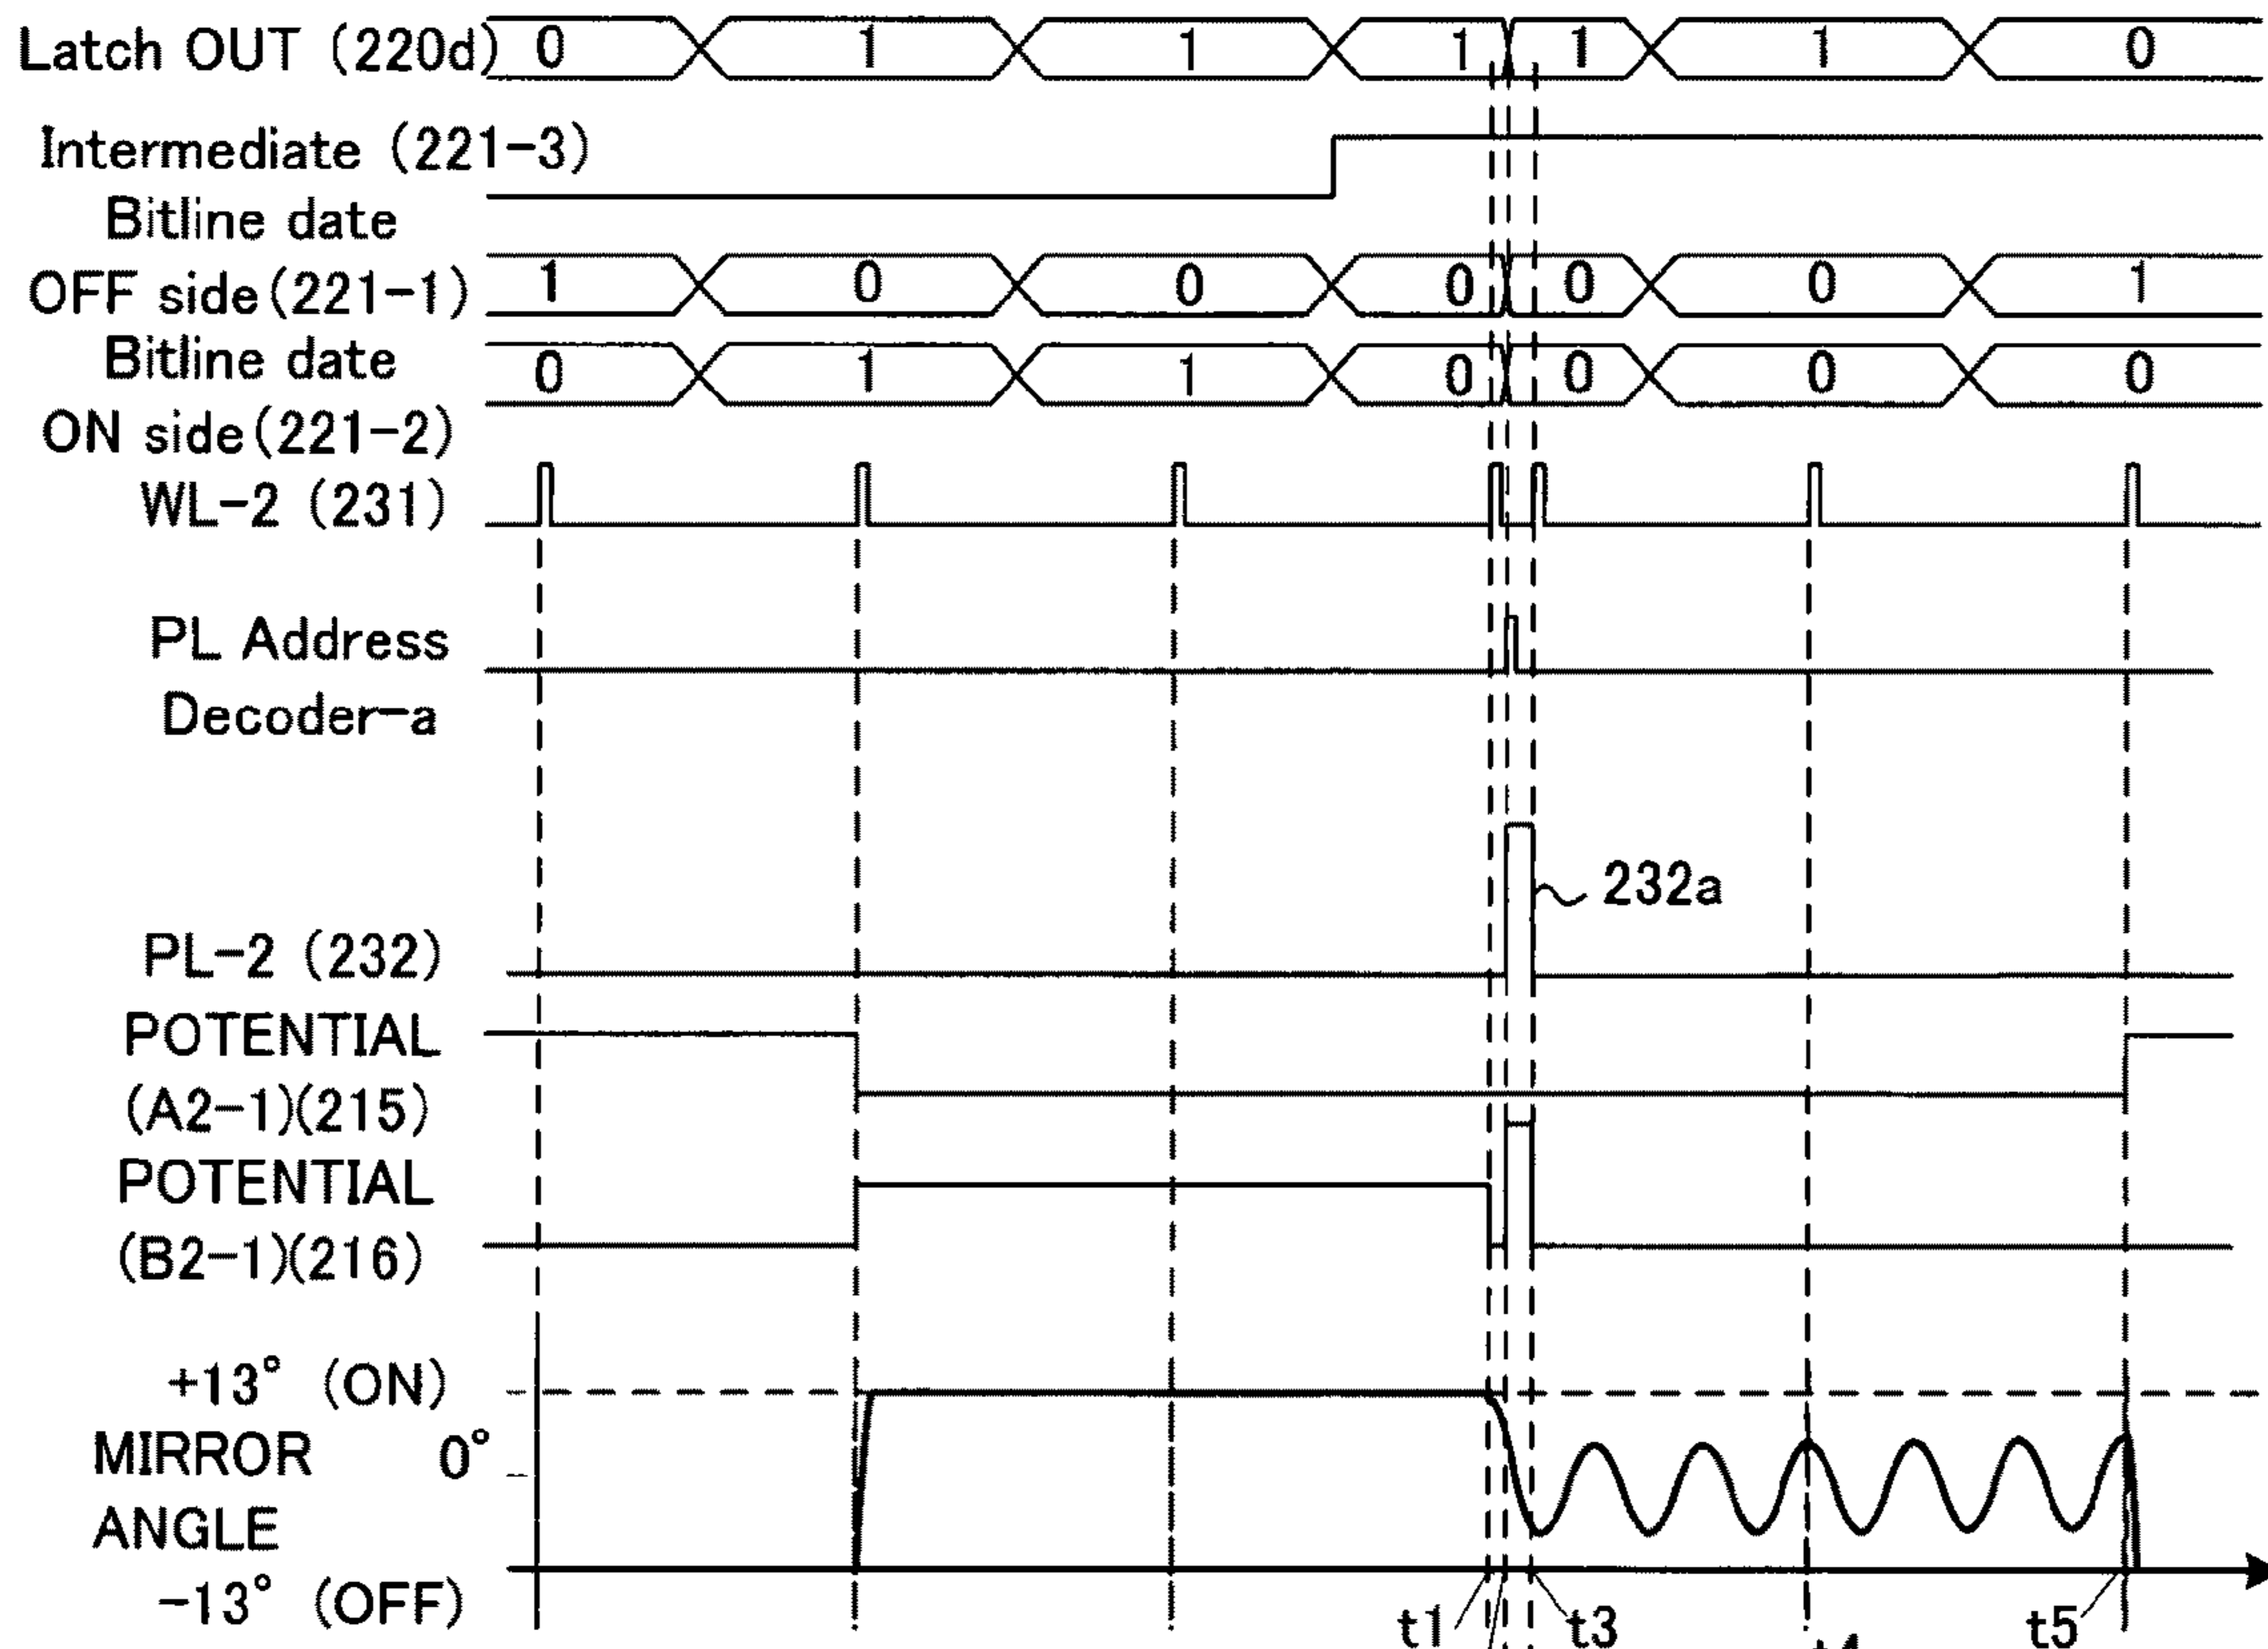 Latch OUT (220d) 0 1 1 1 1 1 0
Intermediate (221-3)
Bitline date
OFF side(221-1) 1 0 0 0 0 0 1
Bitline date
0 1 1 0 0 0 0
ON side(221-2)
WL-2 (231)
PL Address
Decoder-a
232a
PL-2 (232)
POTENTIAL
(A2-1)(215)
POTENTIAL
(B2-1)(216)
+13° (ON)
MIRROR 0°
ANGLE
-13° (OFF)
t1 t3 t5